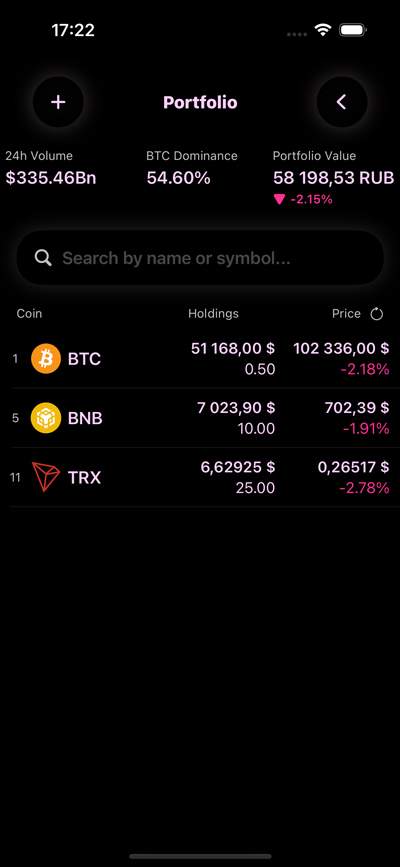 17:22
Portfolio
24h Volume BTC Dominance Portfolio Value
$335.46Bn 54.60% 58 198,53 RUB
-2.15%
Search by name or symbol...
Coin Holdings Price
1 BTC 51 168,00 $ 102 336,00 $
0.50 -2.18%
5 BNB 7 023,90 $ 702,39 $
10.00 -1.91%
11 TRX 6,62925 $ 0,26517 $
25.00 -2.78%